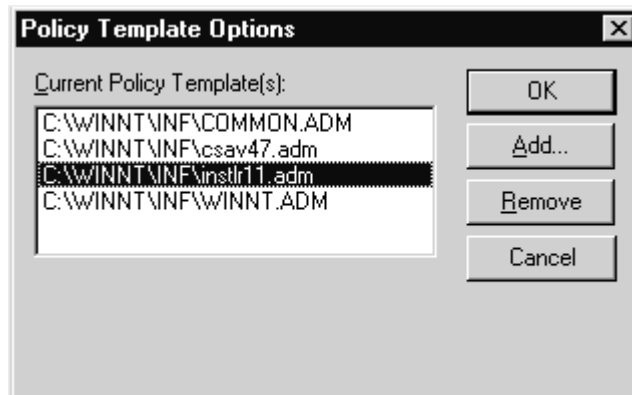 Policy Template Options
Current Policy Template(s):
C:\WINNT\INF\COMMON.ADM
C:\WINNT\INF\csav47.adm
C:\WINNT\INF\instlr11.adm
C:\WINNT\INF\WINNT.ADM
OK
Add...
Remove
Cancel